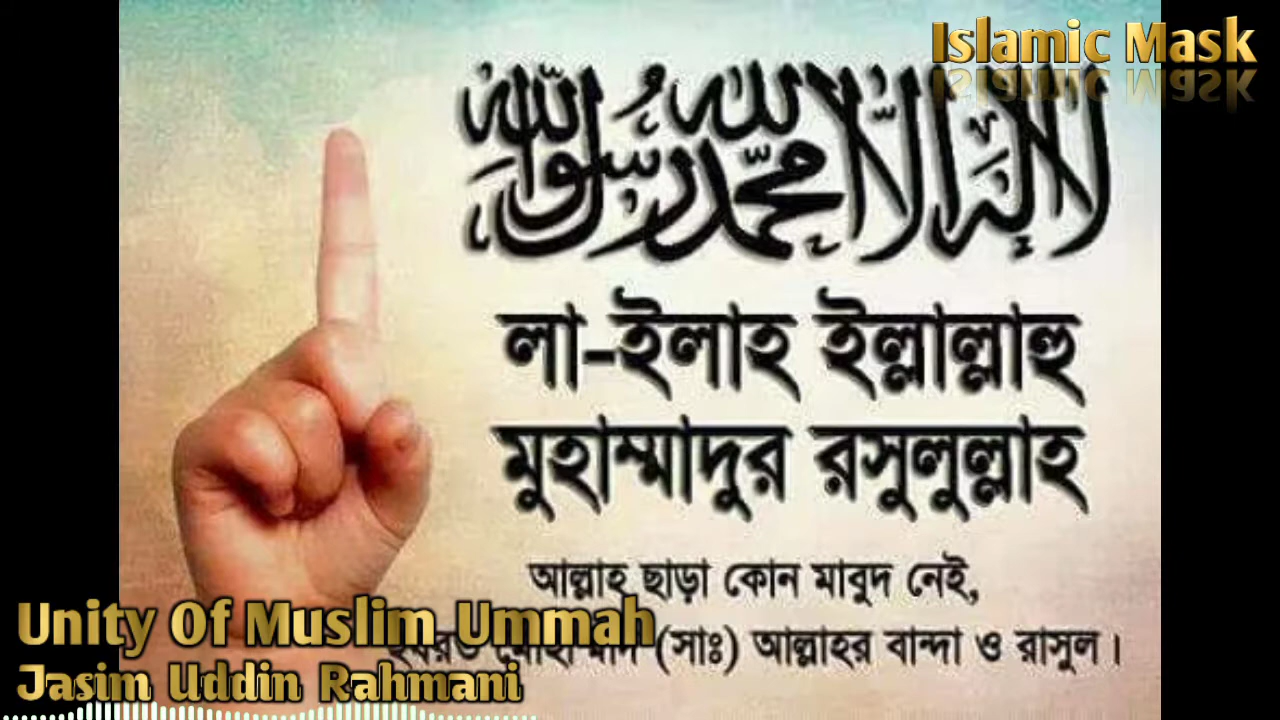 Islamic Mask
لا إله إلا الله محمد رسول الله
লা-ইলাহ ইল্লাল্লাহু
মুহাম্মাদুর রসুলুল্লাহ
আল্লাহ ছাড়া কোন মাবুদ নেই,
(সাঃ) আল্লাহর বান্দা ও রাসুল।
Unity Of Muslim Ummah
Jasim Uddin Rahmani